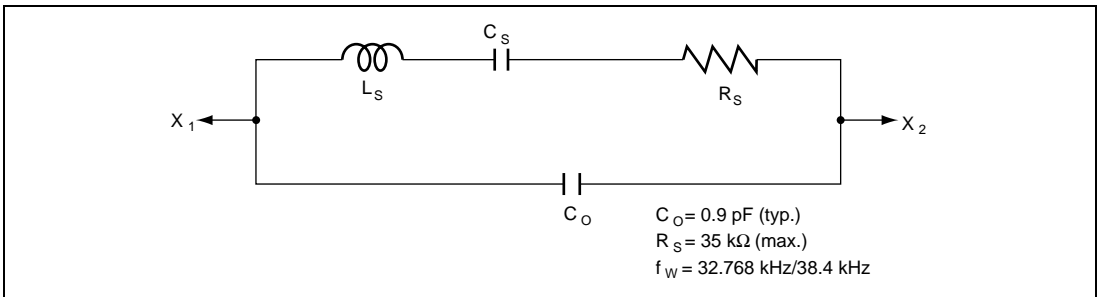 C S
L S
R S
X 1
X 2
C O
C O = 0.9 pF (typ.)
R S = 35 kΩ (max.)
f W = 32.768 kHz/38.4 kHz